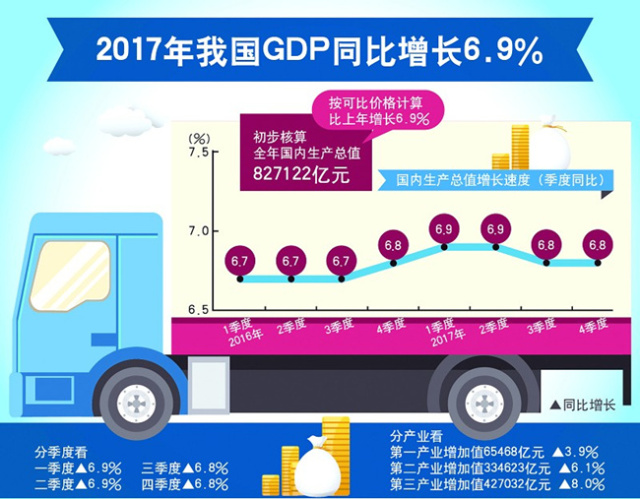 2017年我国GDP同比增长6.9%
按可比价格计算
比上年增长6.9%
初步核算
全年国内生产总值
827122亿元
国内生产总值增长速度（季度同比）
(%)
7.5
7.0
6.5
6.7
6.7
6.7
6.8
6.9
6.9
6.8
6.8
1季度
2016年
2季度
3季度
4季度
1季度
2017年
2季度
3季度
4季度
▲同比增长
分季度看
一季度▲6.9% 三季度▲6.8%
二季度▲6.9% 四季度▲6.8%
分产业看
第一产业增加值65468亿元 ▲3.9%
第二产业增加值334623亿元 ▲6.1%
第三产业增加值427032亿元 ▲8.0%